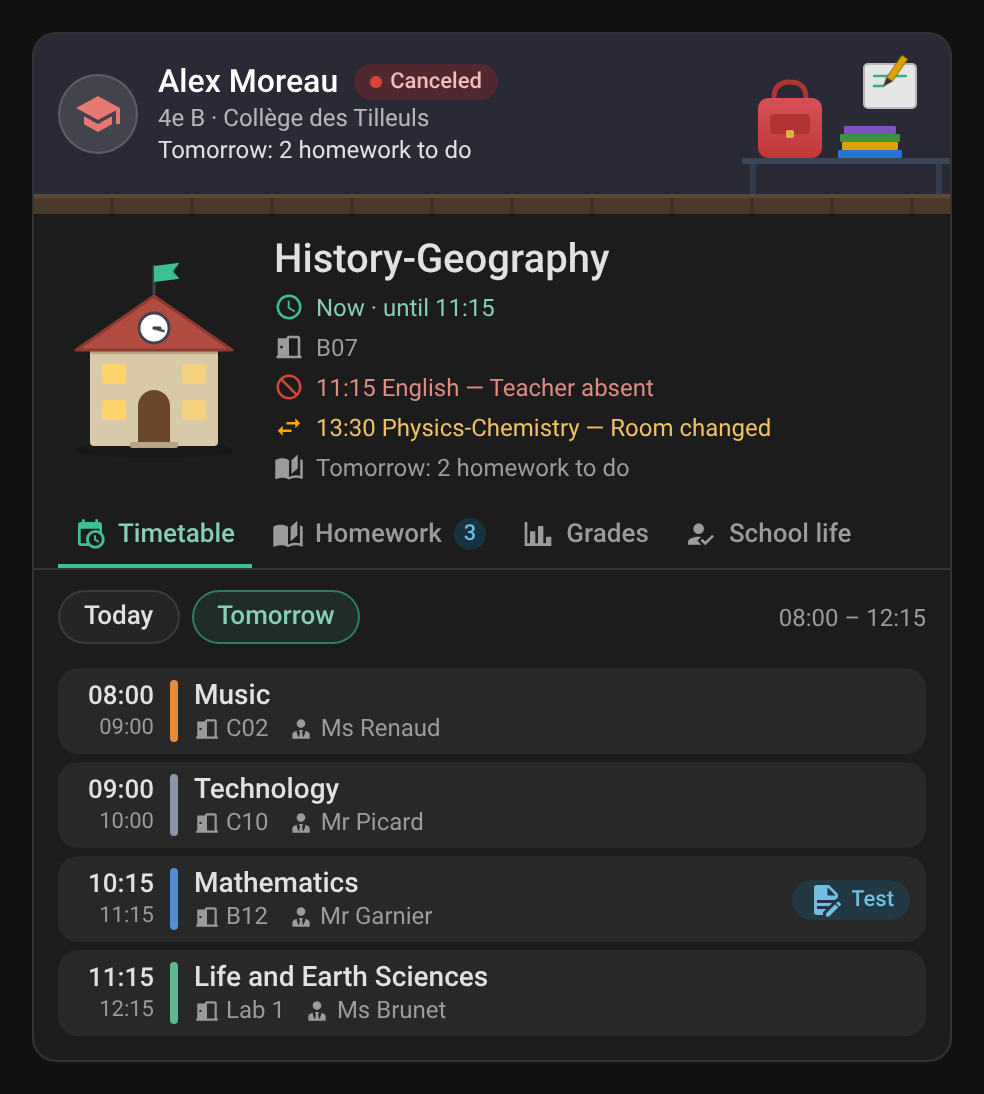 Alex Moreau
Canceled
4e B · Collège des Tilleuls
Tomorrow: 2 homework to do
History-Geography
Now · until 11:15
B07
11:15 English — Teacher absent
13:30 Physics-Chemistry — Room changed
Tomorrow: 2 homework to do
Timetable
Homework 3
Grades
School life
Today
Tomorrow
08:00 – 12:15
08:00 Music
09:00 C02 Ms Renaud
09:00 Technology
10:00 C10 Mr Picard
10:15 Mathematics
11:15 B12 Mr Garnier
Test
11:15 Life and Earth Sciences
12:15 Lab 1 Ms Brunet